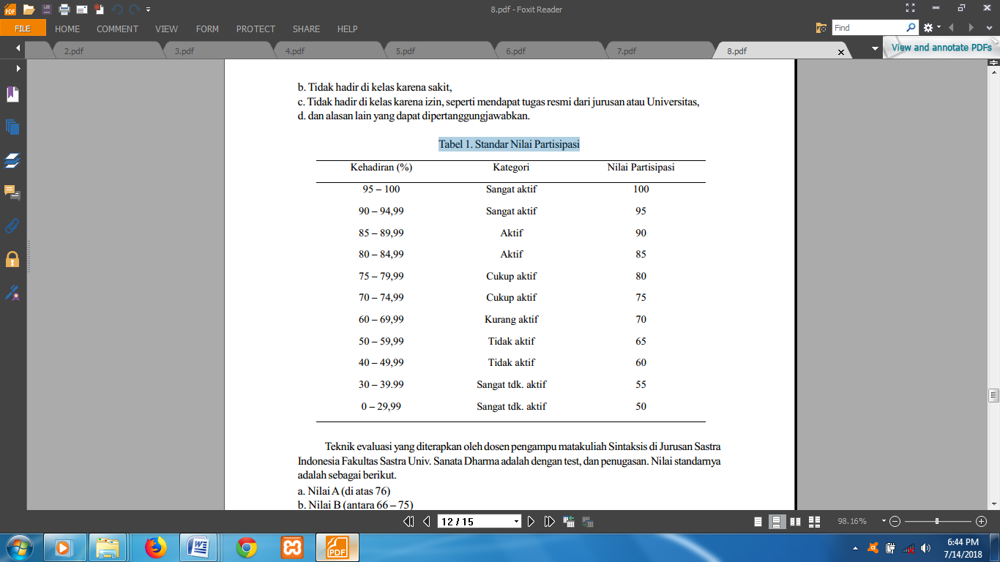 8.pdf - Foxit Reader
FILE HOME COMMENT VIEW FORM PROTECT SHARE HELP
Find
2.pdf 3.pdf 4.pdf 5.pdf 6.pdf 7.pdf 8.pdf
View and annotate PDFs
b. Tidak hadir di kelas karena sakit,
c. Tidak hadir di kelas karena izin, seperti mendapat tugas resmi dari jurusan atau Universitas,
d. dan alasan lain yang dapat dipertanggungjawabkan.
Tabel 1. Standar Nilai Partisipasi
Kehadiran (%) Kategori Nilai Partisipasi
95 – 100 Sangat aktif 100
90 – 94,99 Sangat aktif 95
85 – 89,99 Aktif 90
80 – 84,99 Aktif 85
75 – 79,99 Cukup aktif 80
70 – 74,99 Cukup aktif 75
60 – 69,99 Kurang aktif 70
50 – 59,99 Tidak aktif 65
40 – 49,99 Tidak aktif 60
30 – 39.99 Sangat tdk. aktif 55
0 – 29,99 Sangat tdk. aktif 50
Teknik evaluasi yang diterapkan oleh dosen pengampu matakuliah Sintaksis di Jurusan Sastra
Indonesia Fakultas Sastra Univ. Sanata Dharma adalah dengan test, dan penugasan. Nilai standarnya
adalah sebagai berikut.
a. Nilai A (di atas 76)
b. Nilai B (antara 66 – 75)
12 / 15
98.16%
PDF
6:44 PM
7/14/2018